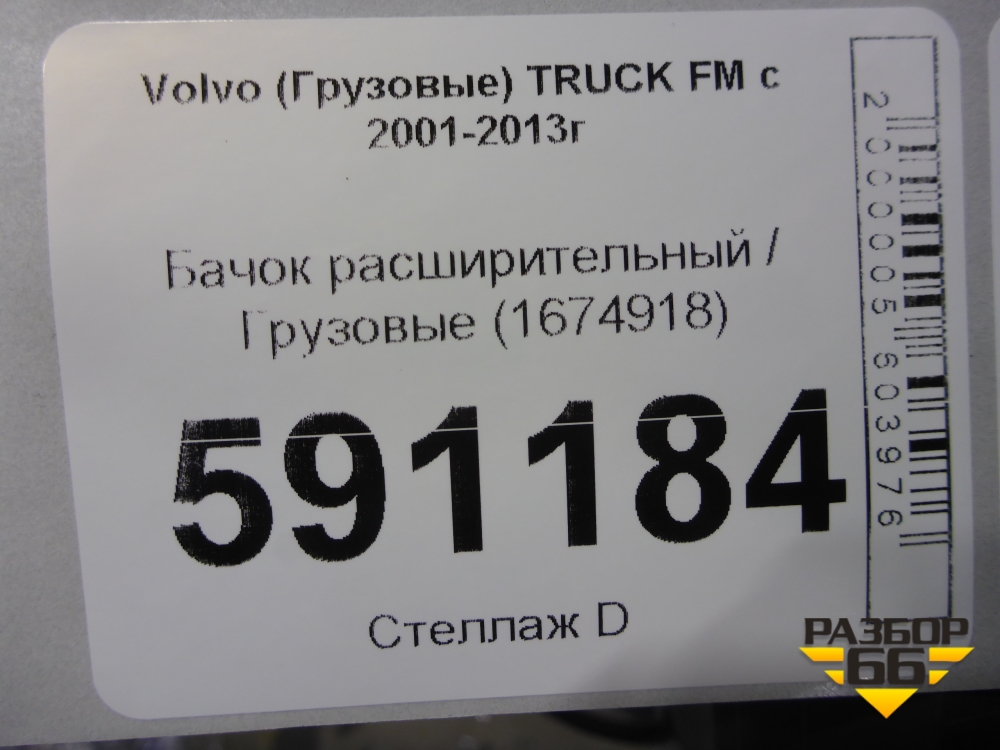 Volvo (Грузовые) TRUCK FM с
2001-2013г
Бачок расширительный /
Грузовые (1674918)
591184
Стеллаж D
2000005603976
РАЗБОР
66